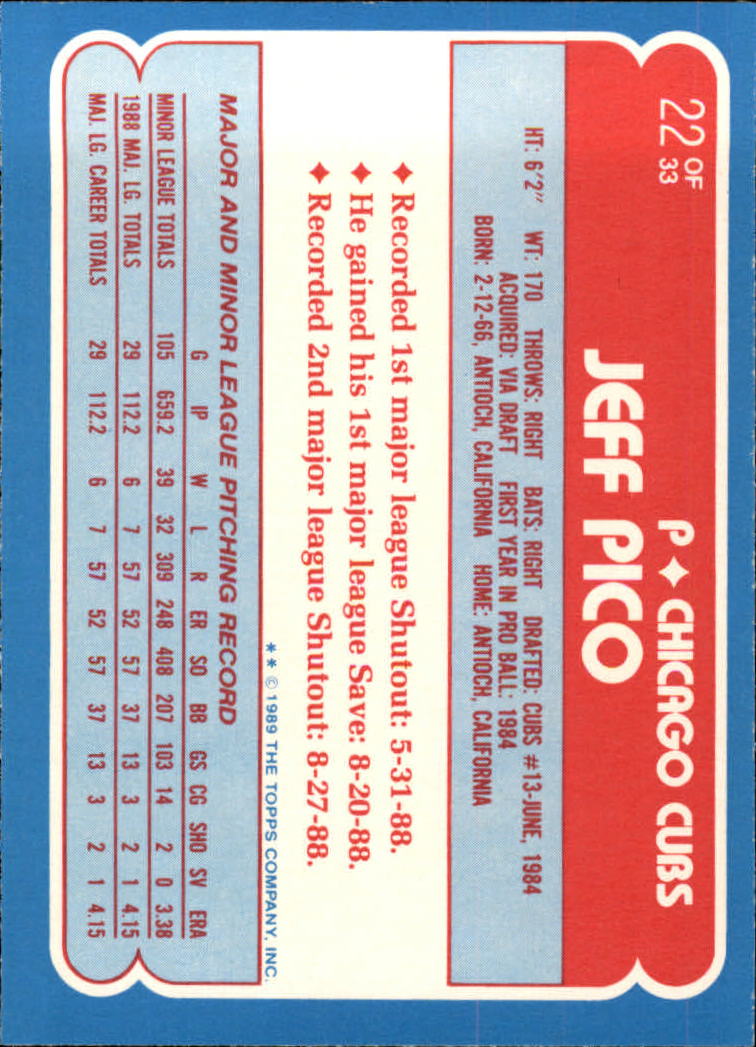 22 OF 33
P ♦ CHICAGO CUBS
JEFF PICO
HT: 6'2" WT: 170 THROWS: RIGHT BATS: RIGHT DRAFTED: CUBS #13-JUNE, 1984
ACQUIRED: VIA DRAFT FIRST YEAR IN PRO BALL: 1984
BORN: 2-12-66, ANTIOCH, CALIFORNIA HOME: ANTIOCH, CALIFORNIA
♦ Recorded 1st major league Shutout: 5-31-88.
♦ He gained his 1st major league Save: 8-20-88.
♦ Recorded 2nd major league Shutout: 8-27-88.
** © 1989 THE TOPPS COMPANY, INC.
MAJOR AND MINOR LEAGUE PITCHING RECORD
G IP W L R ER SO BB GS CG SHO SV ERA
MINOR LEAGUE TOTALS 105 659.2 39 32 309 248 408 207 103 14 2 0 3.38
1988 MAJ. LG. TOTALS 29 112.2 6 7 57 52 57 37 13 3 2 1 4.15
MAJ. LG. CAREER TOTALS 29 112.2 6 7 57 52 57 37 13 3 2 1 4.15